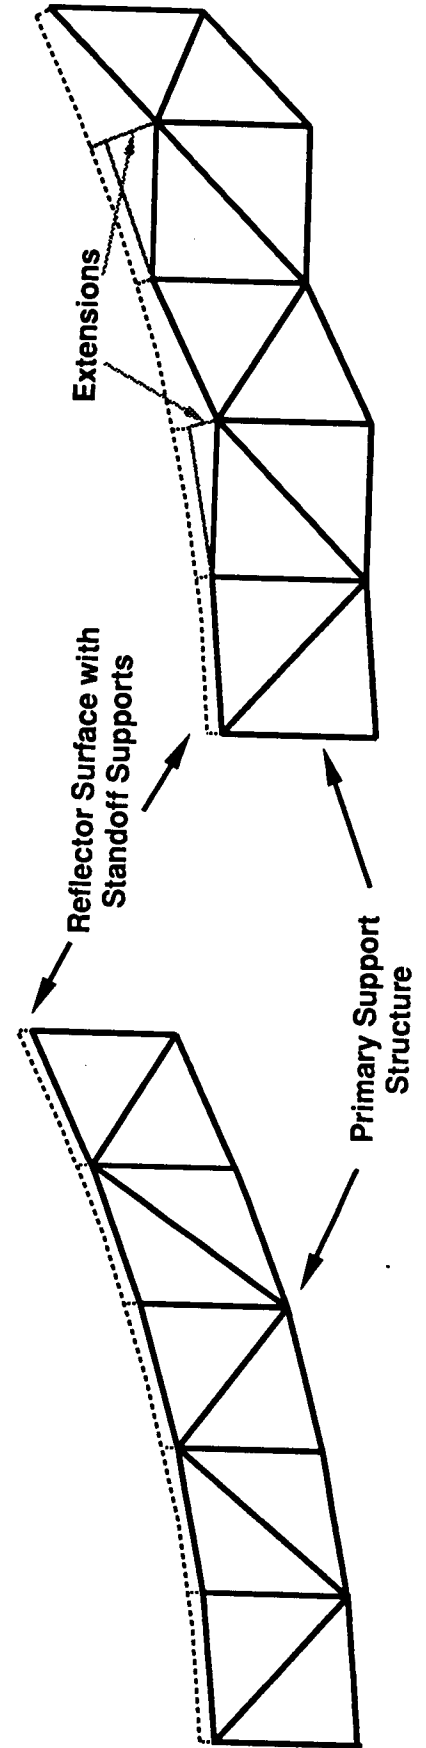 Reflector Surface with
Standoff Supports
Extensions
Primary Support
Structure